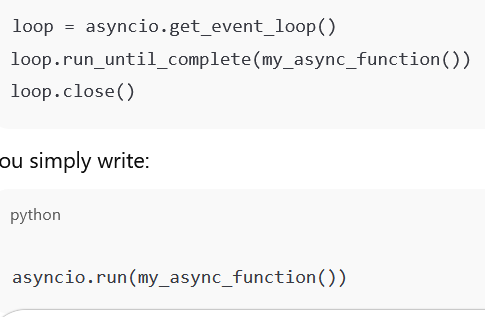 loop = asyncio.get_event_loop()
loop.run_until_complete(my_async_function())
loop.close()
ou simply write:
python
asyncio.run(my_async_function())